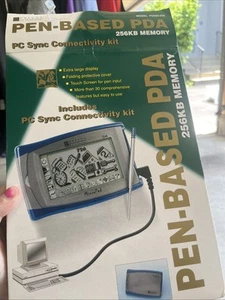 PEN-BASED PDA
256KB MEMORY
PC Sync Connectivity kit
Extra large display
Folding protective cover
Touch Screen for pen input
More than 30 comprehensive
features but easy to use
Includes
PC Sync Connectivity kit
PEN-BASED PDA
256KB MEMORY